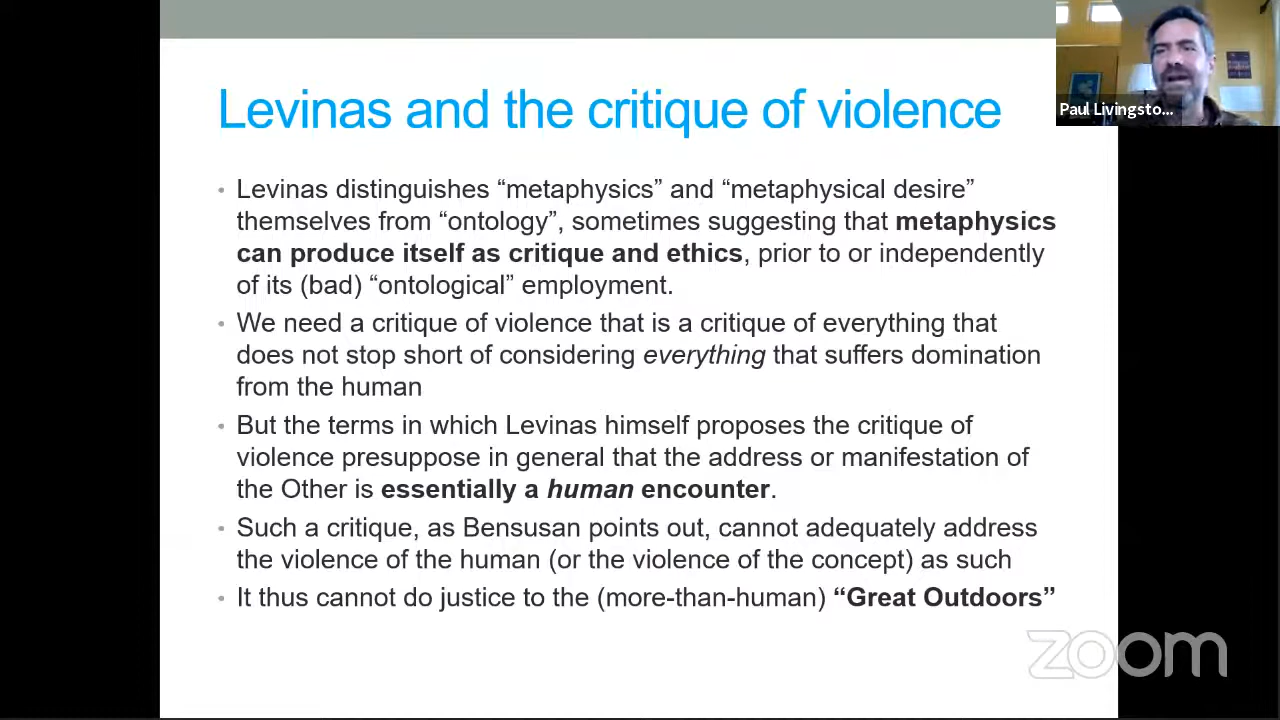 Levinas and the critique of violence
Paul Livingsto...
• Levinas distinguishes “metaphysics” and “metaphysical desire”
themselves from “ontology”, sometimes suggesting that metaphysics
can produce itself as critique and ethics, prior to or independently
of its (bad) “ontological” employment.
• We need a critique of violence that is a critique of everything that
does not stop short of considering everything that suffers domination
from the human
• But the terms in which Levinas himself proposes the critique of
violence presuppose in general that the address or manifestation of
the Other is essentially a human encounter.
• Such a critique, as Bensusan points out, cannot adequately address
the violence of the human (or the violence of the concept) as such
• It thus cannot do justice to the (more-than-human) “Great Outdoors”
zoom